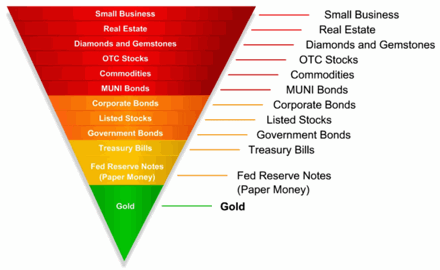 Small Business
Real Estate
Diamonds and Gemstones
OTC Stocks
Commodities
MUNI Bonds
Corporate Bonds
Listed Stocks
Government Bonds
Treasury Bills
Fed Reserve Notes
(Paper Money)
Gold
Small Business
Real Estate
Diamonds and Gemstones
OTC Stocks
Commodities
MUNI Bonds
Corporate Bonds
Listed Stocks
Government Bonds
Treasury Bills
Fed Reserve Notes
(Paper Money)
Gold